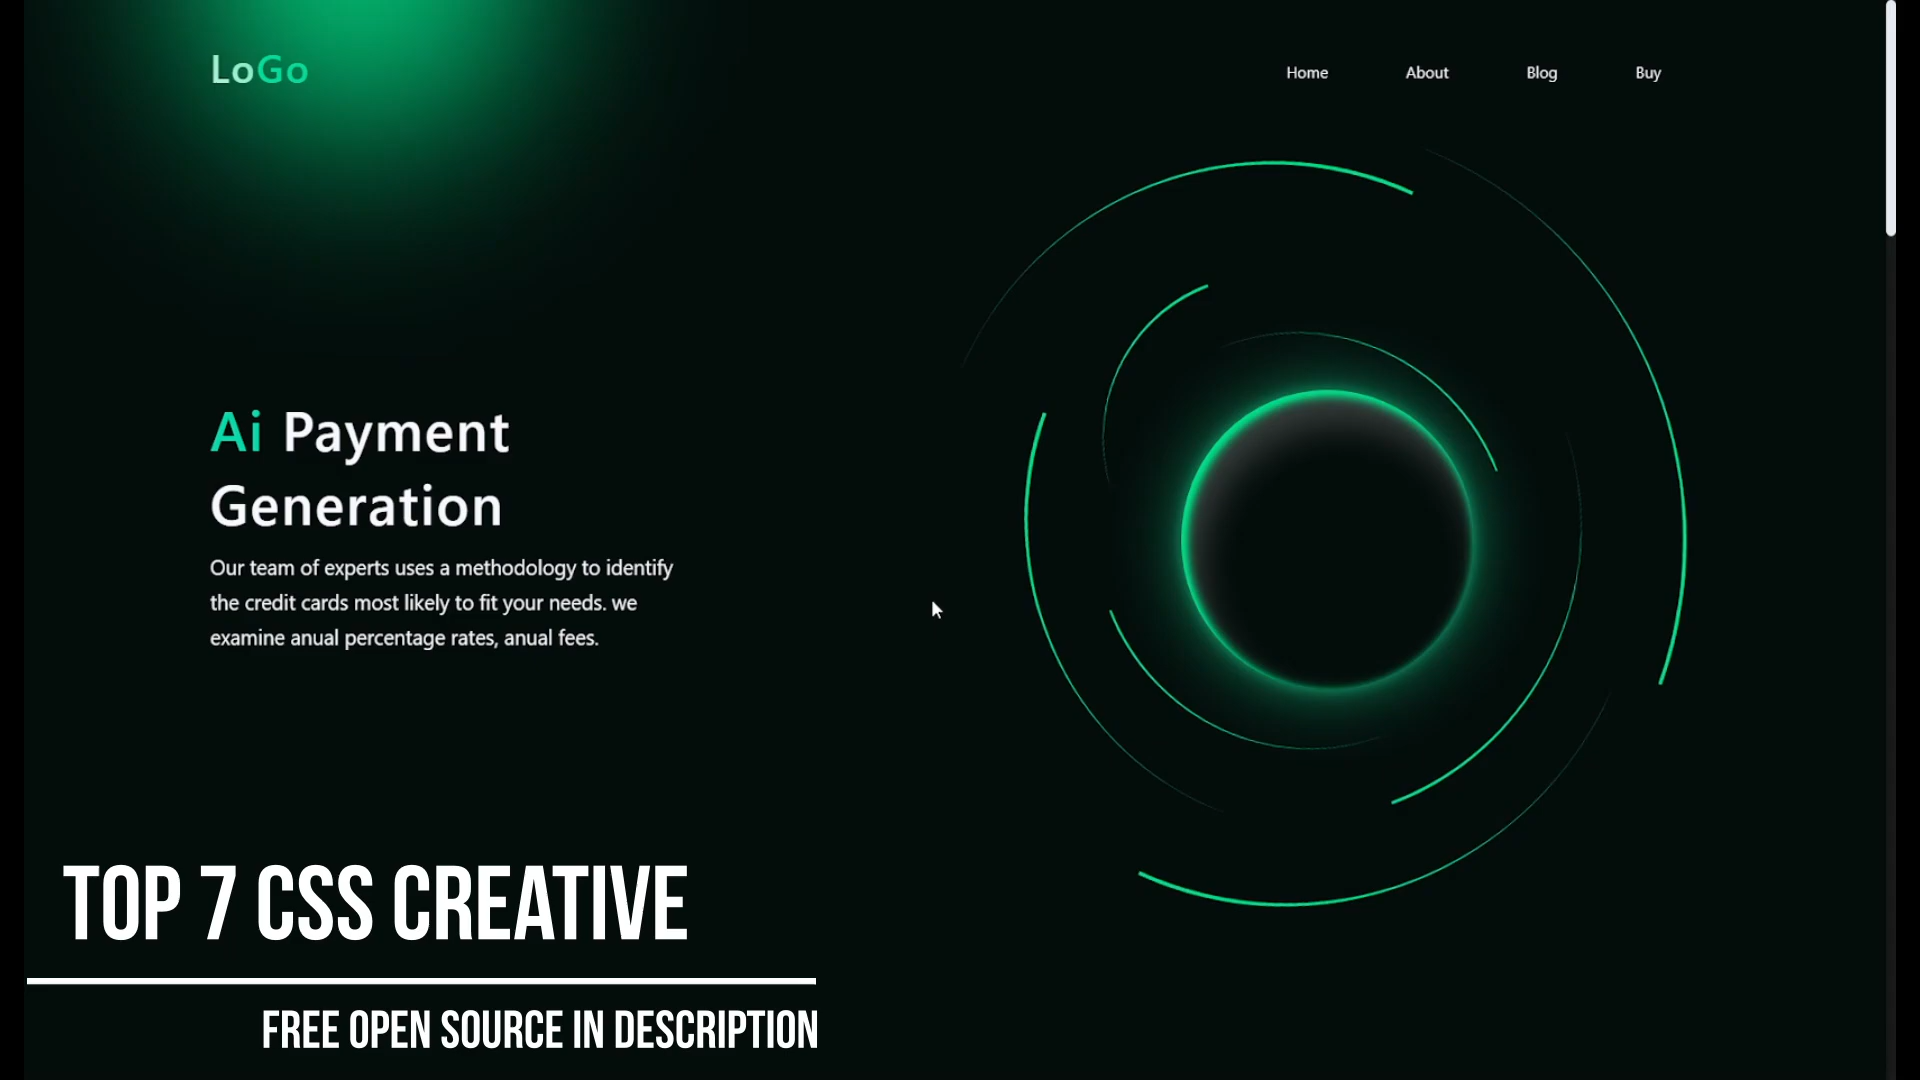 LoGo
Home About Blog Buy
Ai Payment
Generation
Our team of experts uses a methodology to identify
the credit cards most likely to fit your needs. we
examine anual percentage rates, anual fees.
TOP 7 CSS CREATIVE
FREE OPEN SOURCE IN DESCRIPTION